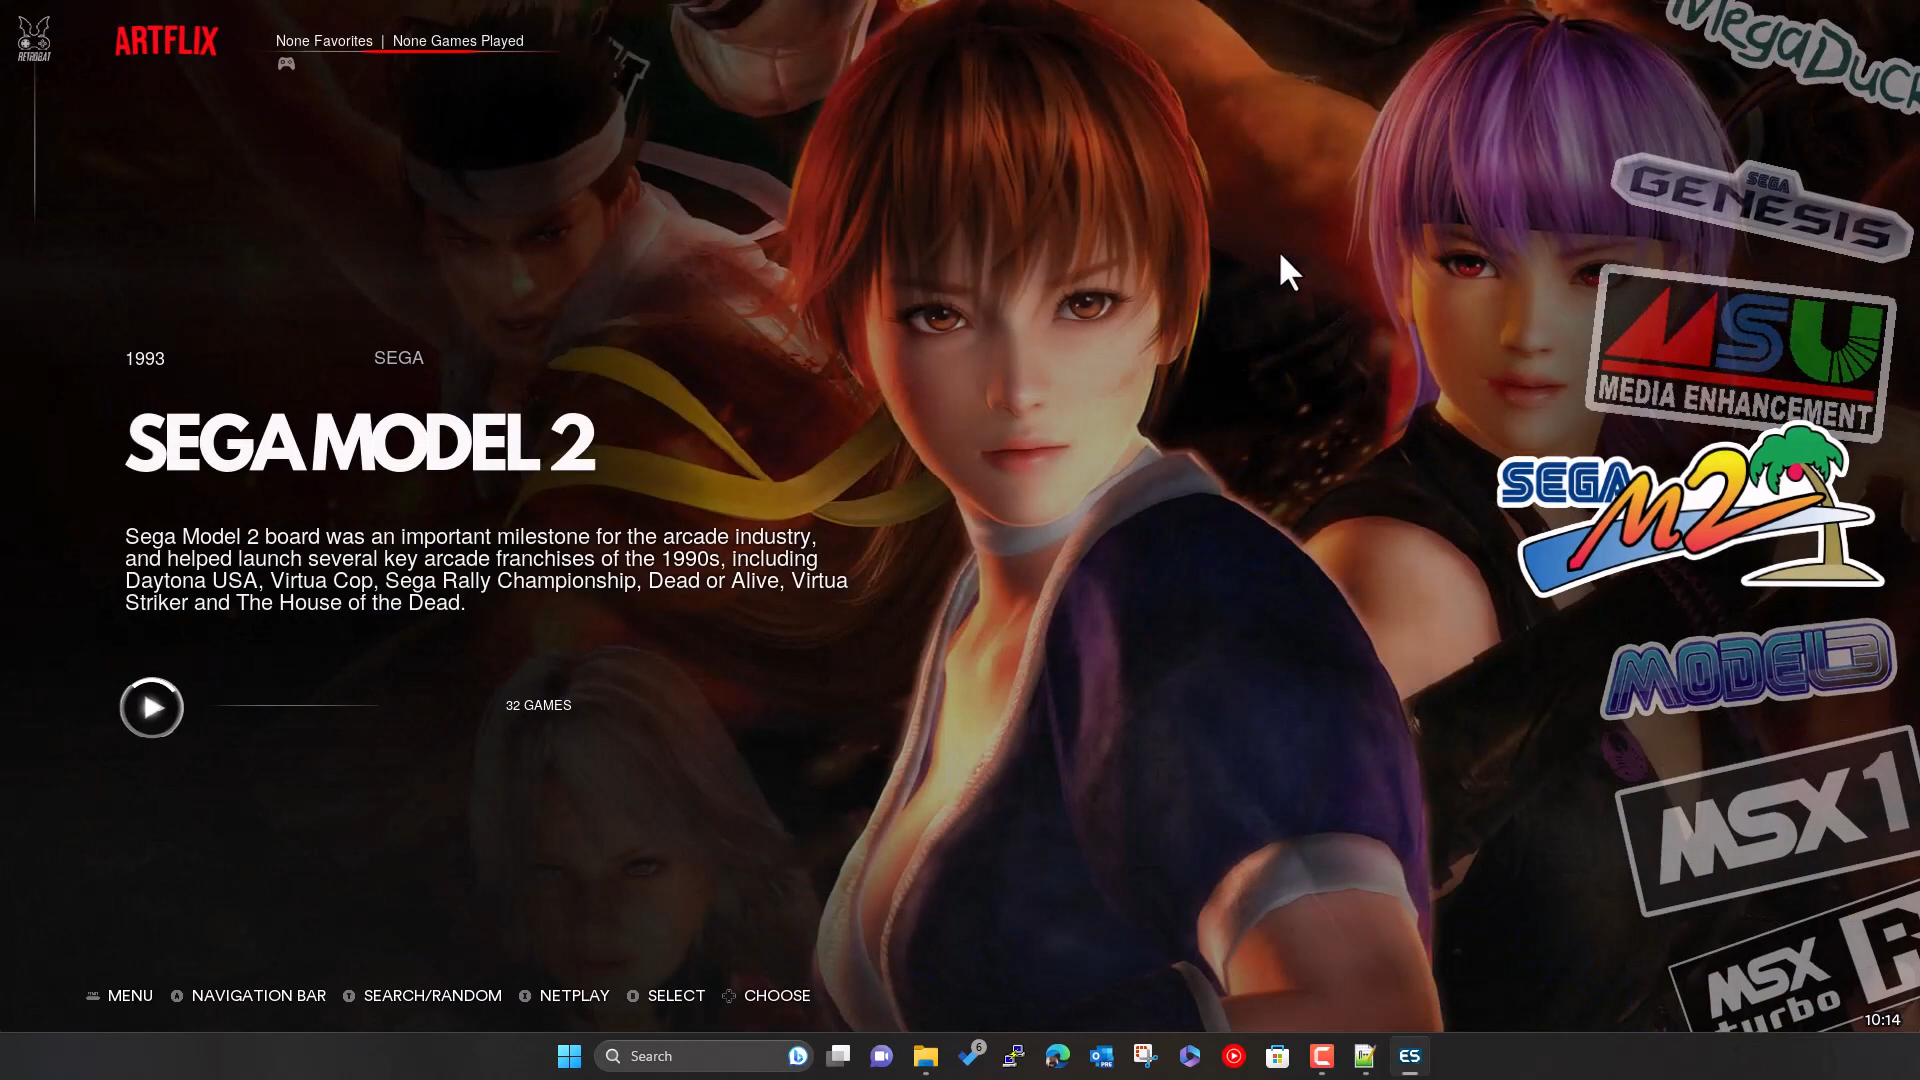 RETROBAT
ARTFLIX
None Favorites | None Games Played
MegaDuck
SEGA
GENESIS
MSU
MEDIA ENHANCEMENT
1993
SEGA
SEGA MODEL 2
SEGA M2
Sega Model 2 board was an important milestone for the arcade industry,
and helped launch several key arcade franchises of the 1990s, including
Daytona USA, Virtua Cop, Sega Rally Championship, Dead or Alive, Virtua
Striker and The House of the Dead.
MODEL3
32 GAMES
MSX1
MSX
turbo R
START MENU A NAVIGATION BAR Y SEARCH/RANDOM X NETPLAY B SELECT CHOOSE
10:14
Search
6
PRE
ES